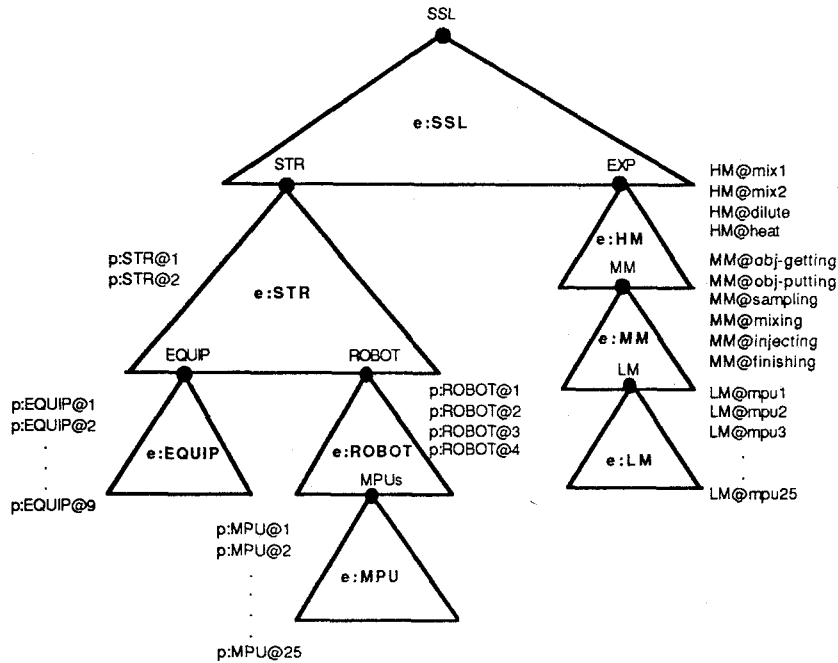 SSL
e:SSL
STR
EXP
HM@mix1
HM@mix2
HM@dilute
HM@heat
e:HM
MM
MM@obj-getting
MM@obj-putting
MM@sampling
MM@mixing
MM@injecting
MM@finishing
e:MM
LM
p:STR@1
p:STR@2
e:STR
EQUIP
ROBOT
p:EQUIP@1
p:EQUIP@2
.
.
.
p:EQUIP@9
e:EQUIP
p:ROBOT@1
p:ROBOT@2
p:ROBOT@3
p:ROBOT@4
e:ROBOT
MPUs
LM@mpu1
LM@mpu2
LM@mpu3
.
.
LM@mpu25
e:LM
p:MPU@1
p:MPU@2
.
.
.
.
p:MPU@25
e:MPU